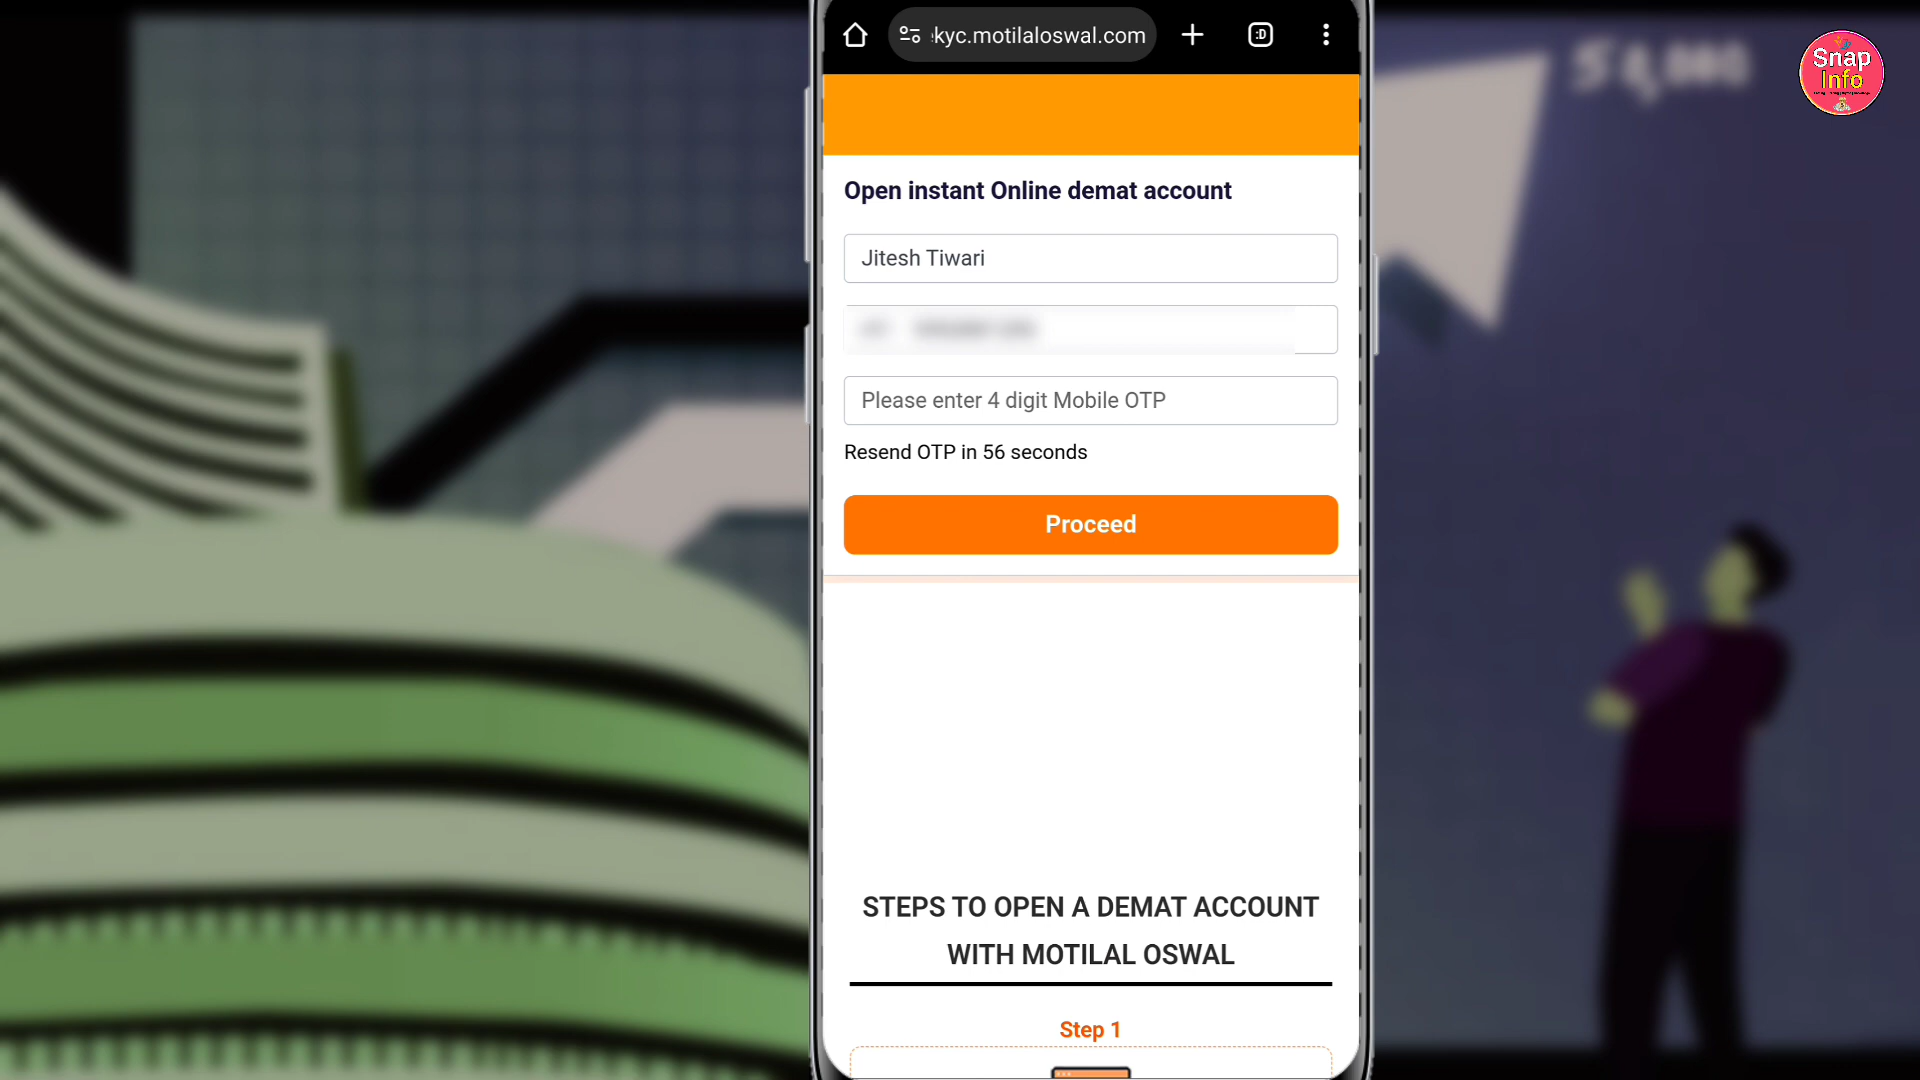 kyc.motilaloswal.com
:D
Snap
Info
Open instant Online demat account
Jitesh Tiwari
Please enter 4 digit Mobile OTP
Resend OTP in 56 seconds
Proceed
STEPS TO OPEN A DEMAT ACCOUNT
WITH MOTILAL OSWAL
Step 1